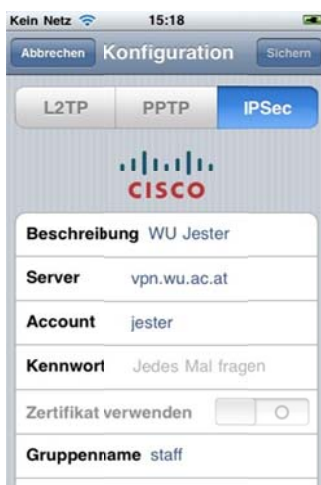 Kein Netz 15:18
Abbrechen Konfiguration Sichern
L2TP PPTP IPSec
CISCO
Beschreibung WU Jester
Server vpn.wu.ac.at
Account jester
Kennwort Jedes Mal fragen
Zertifikat verwenden
Gruppenname staff